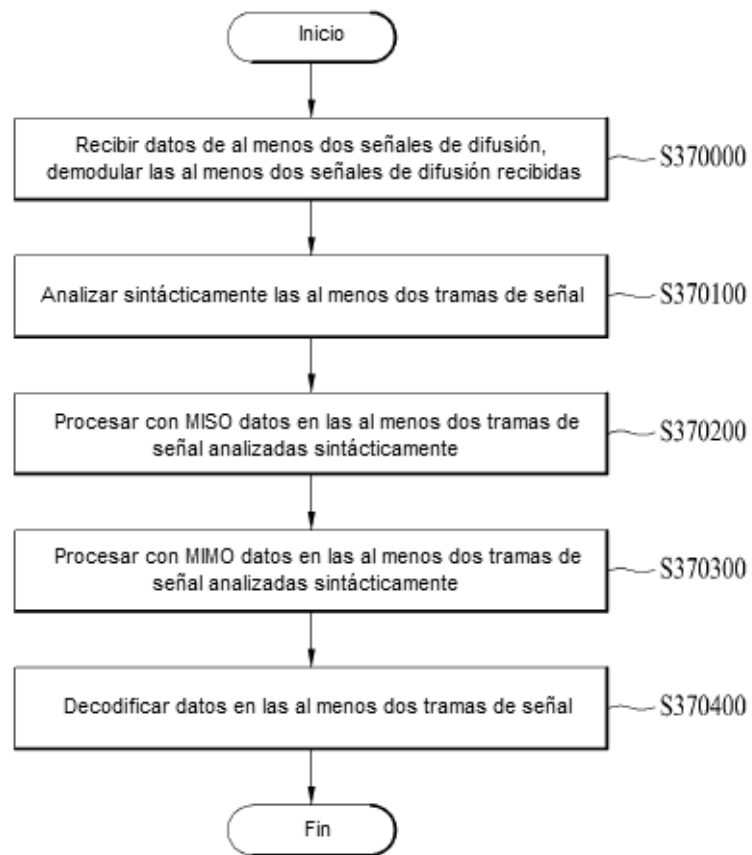 Inicio
Recibir datos de al menos dos señales de difusión,
demodular las al menos dos señales de difusión recibidas
S370000
Analizar sintácticamente las al menos dos tramas de señal
S370100
Procesar con MISO datos en las al menos dos tramas de
señal analizadas sintácticamente
S370200
Procesar con MIMO datos en las al menos dos tramas de
señal analizadas sintácticamente
S370300
Decodificar datos en las al menos dos tramas de señal
S370400
Fin